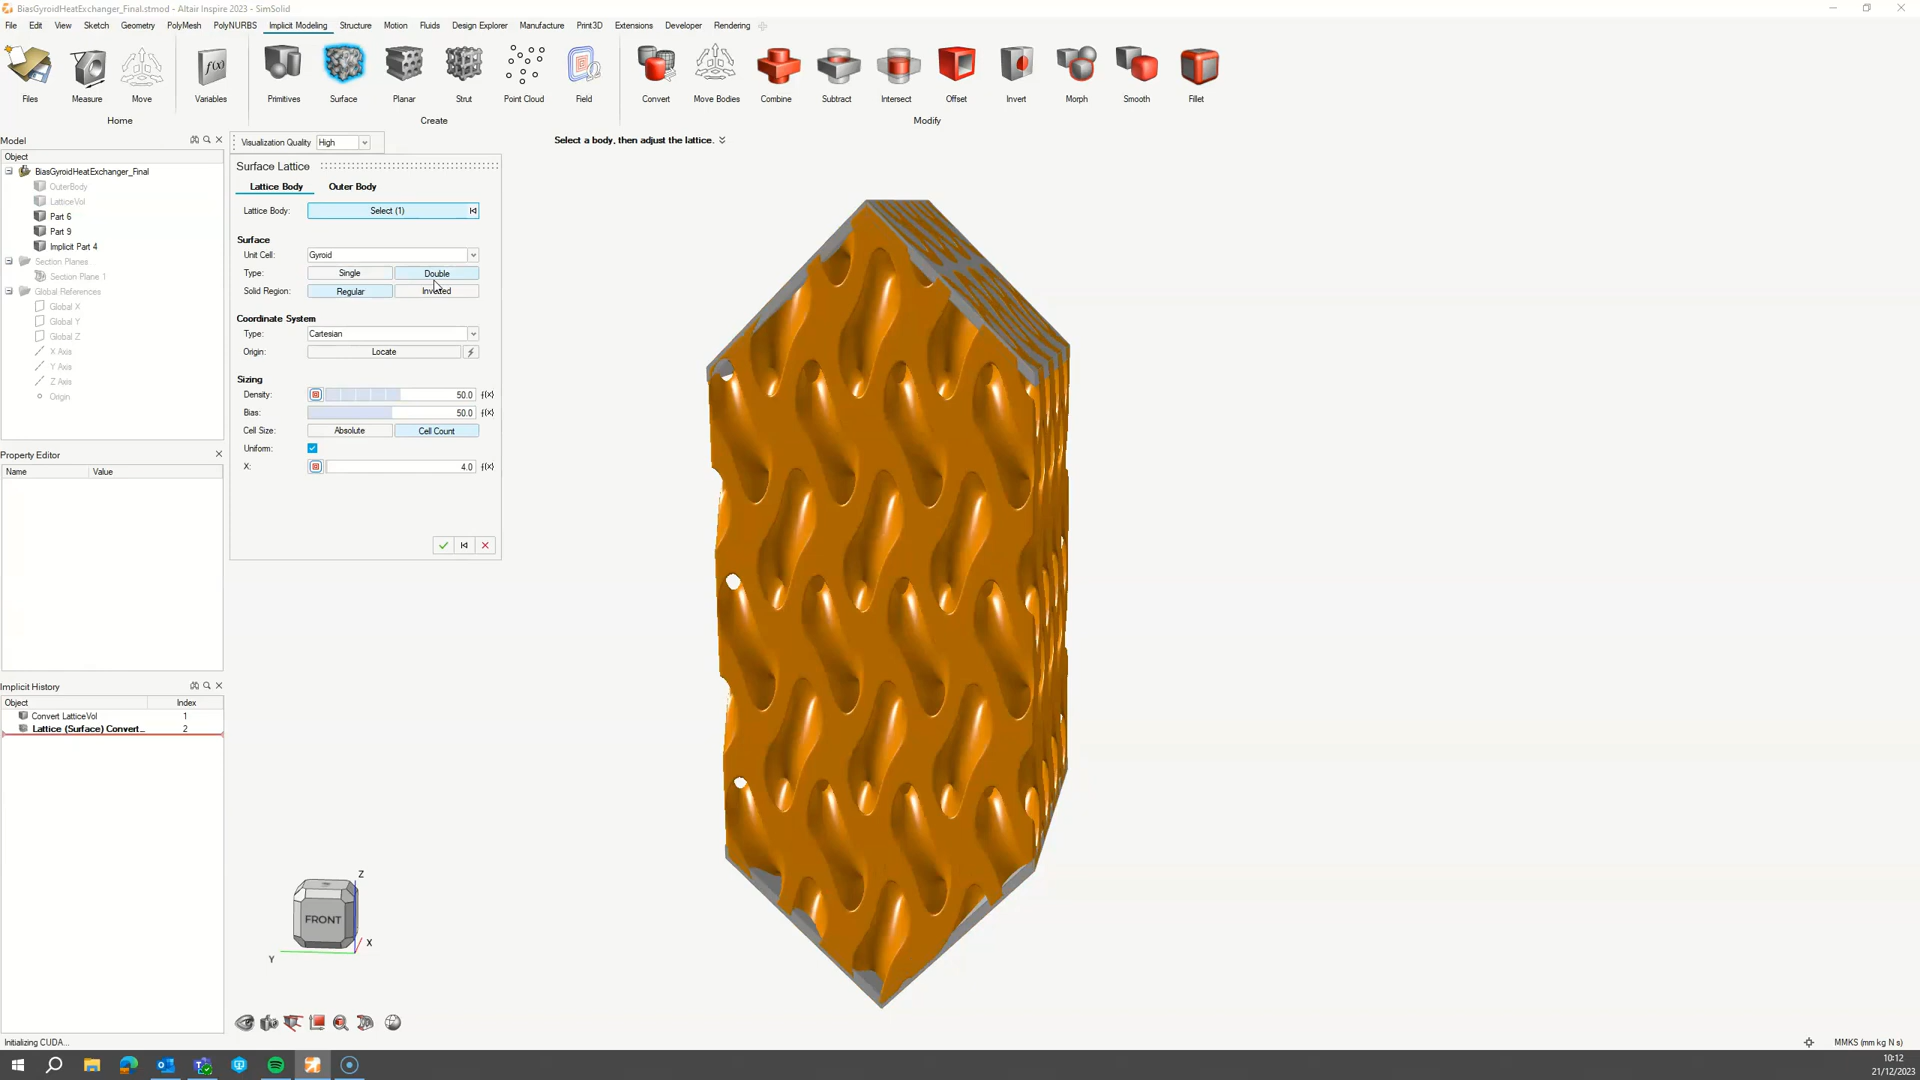 BiasGyroidHeatExchanger_Final.stmod - Altair Inspire 2023 - SimSolid
File Edit View Sketch Geometry PolyMesh PolyNURBS Implicit Modeling Structure Motion Fluids Design Explorer Manufacture Print3D Extensions Developer Rendering
f(x)
Files Measure Move Variables Primitives Surface Planar Strut Point Cloud Field Convert Move Bodies Combine Subtract Intersect Offset Invert Morph Smooth Fillet
Home Create Modify
Model
Object
BiasGyroidHeatExchanger_Final
OuterBody
LatticeVol
Part 6
Part 9
Implicit Part 4
Section Planes
Section Plane 1
Global References
Global X
Global Y
Global Z
X Axis
Y Axis
Z Axis
Origin
Property Editor
Name Value
Implicit History
Object Index
Convert LatticeVol 1
Lattice (Surface) Convert... 2
Visualization Quality High
Select a body, then adjust the lattice.
Surface Lattice
Lattice Body Outer Body
Lattice Body: Select (1)
Surface
Unit Cell: Gyroid
Type: Single Double
Solid Region: Regular Inverted
Coordinate System
Type: Cartesian
Origin: Locate
Sizing
Density: 50.0 f(x)
Bias: 50.0 f(x)
Cell Size: Absolute Cell Count
Uniform:
X: 4.0 f(x)
Z
FRONT
X
Y
Initializing CUDA...
MMKS (mm kg N s)
10:12
21/12/2023